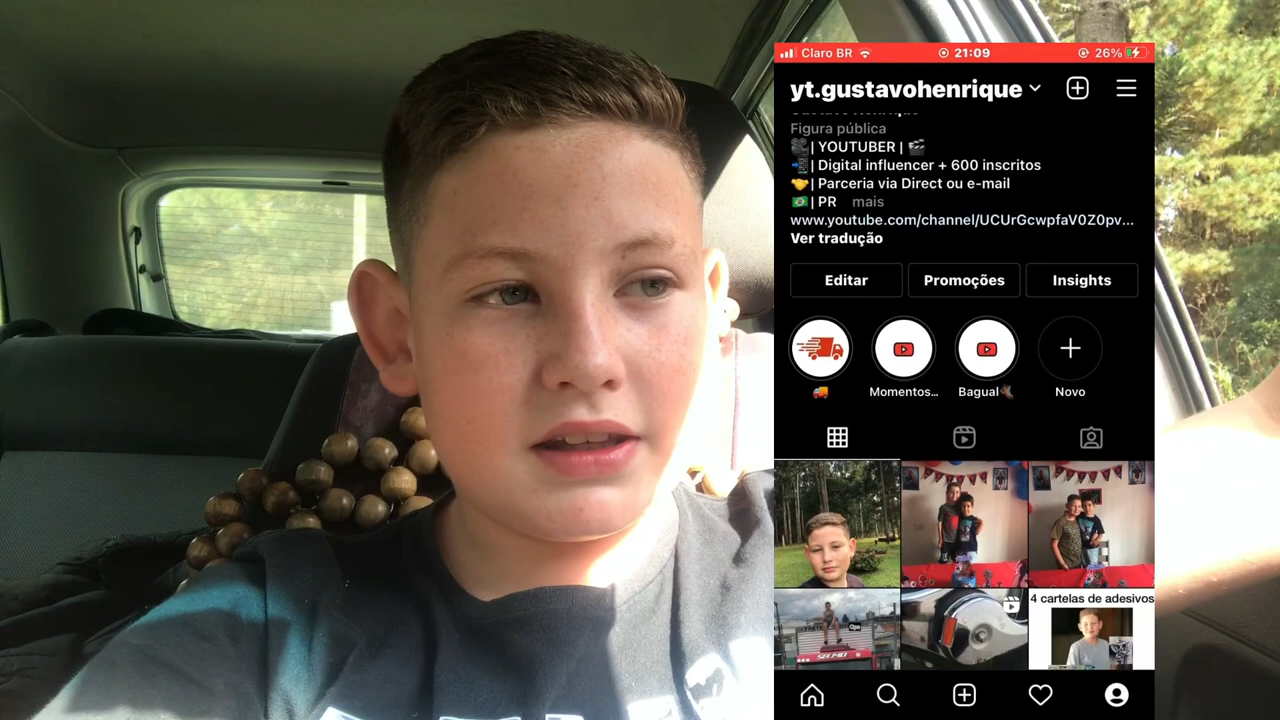 Claro BR
21:09
26%
yt.gustavohenrique
Figura pública
| YOUTUBER |
| Digital influencer + 600 inscritos
| Parceria via Direct ou e-mail
| PR mais
www.youtube.com/channel/UCUrGcwpfaV0Z0pv...
Ver tradução
Editar
Promoções
Insights
Momentos...
Bagual
Novo
4 cartelas de adesivos